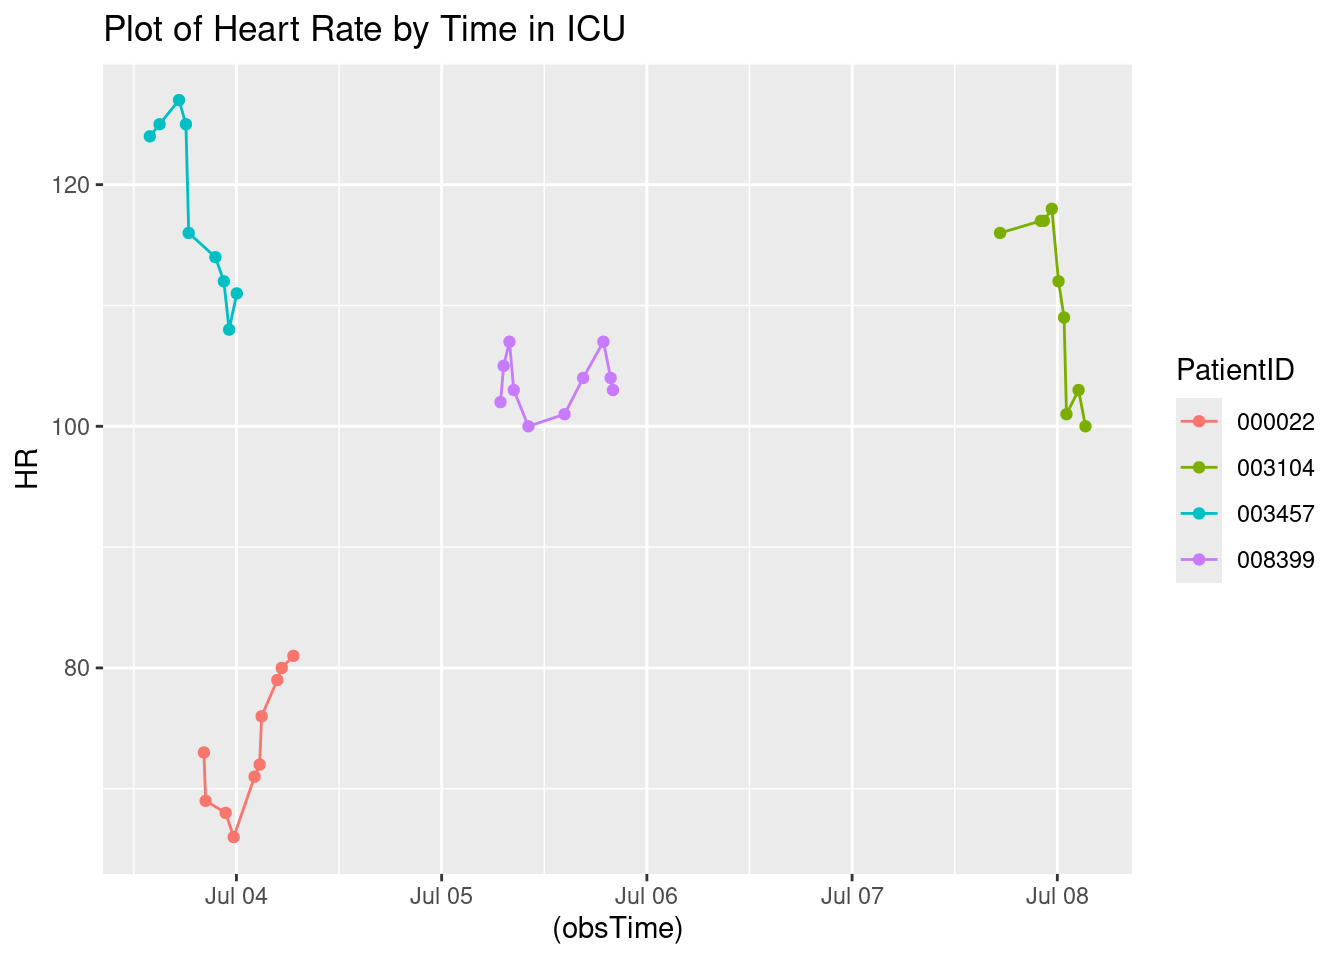 Plot of Heart Rate by Time in ICU
120
100
80
HR
Jul 04 Jul 05 Jul 06 Jul 07 Jul 08
(obsTime)
PatientID
000022
003104
003457
008399